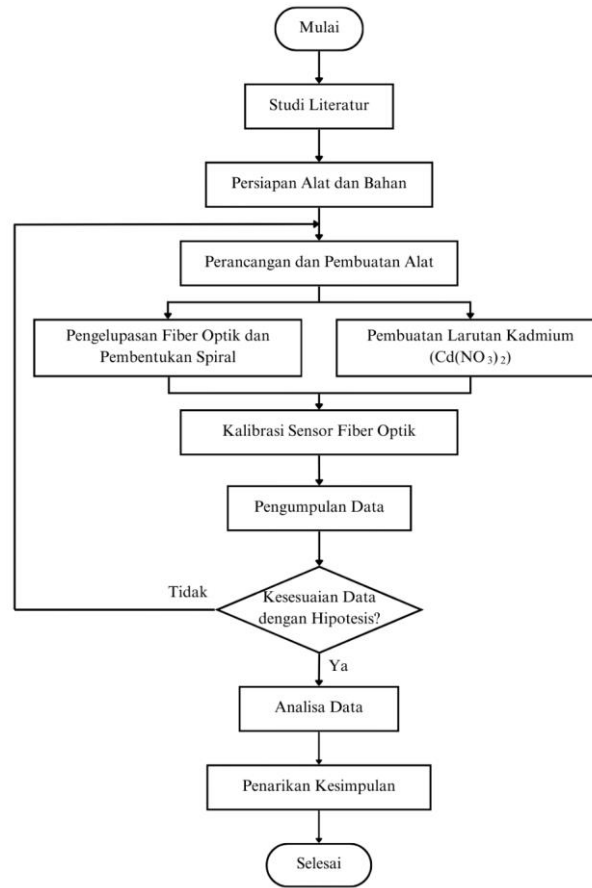 Mulai
Studi Literatur
Persiapan Alat dan Bahan
Perancangan dan Pembuatan Alat
Pengelupasan Fiber Optik dan
Pembentukan Spiral
Pembuatan Larutan Kadmium
(Cd(NO₃)₂)
Kalibrasi Sensor Fiber Optik
Pengumpulan Data
Tidak
Kesesuaian Data
dengan Hipotesis?
Ya
Analisa Data
Penarikan Kesimpulan
Selesai